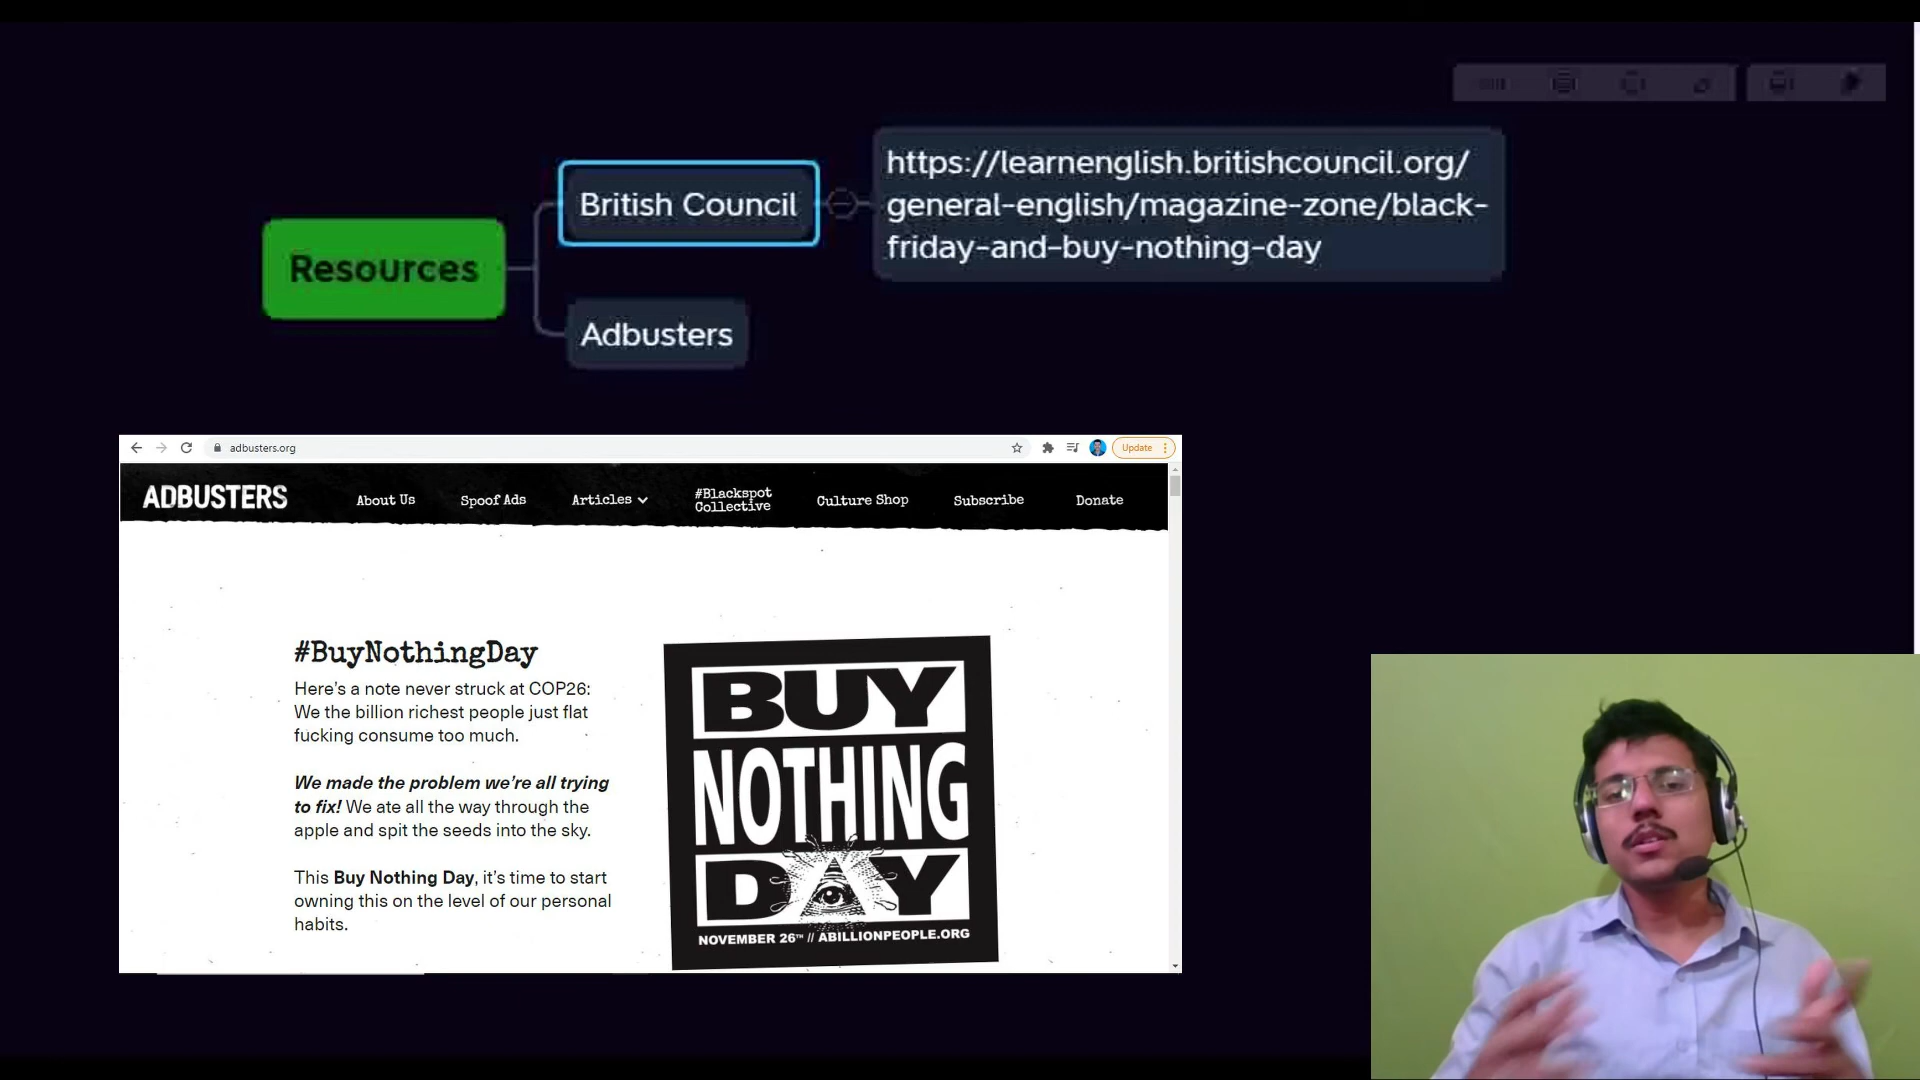 https://learnenglish.britishcouncil.org/
general-english/magazine-zone/black-
friday-and-buy-nothing-day
British Council
Resources
Adbusters
adbusters.org
Update
ADBUSTERS
About Us
Spoof Ads
Articles
#Blackspot
Collective
Culture Shop
Subscribe
Donate
#BuyNothingDay
Here's a note never struck at COP26:
We the billion richest people just flat
fucking consume too much.
We made the problem we're all trying
to fix! We ate all the way through the
apple and spit the seeds into the sky.
This Buy Nothing Day, it's time to start
owning this on the level of our personal
habits.
BUY
NOTHING
DAY
NOVEMBER 26TH // ABILLIONPEOPLE.ORG